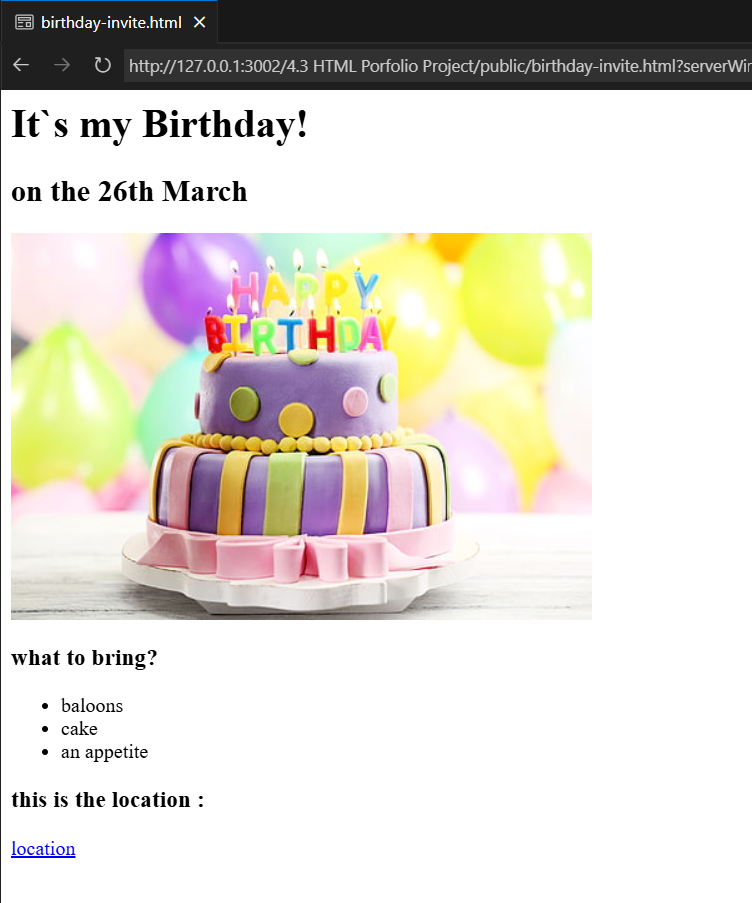 birthday-invite.html
http://127.0.0.1:3002/4.3 HTML Porfolio Project/public/birthday-invite.html?serverWin
It`s my Birthday!
on the 26th March
HAPPY
BIRTHDAY
what to bring?
baloons
cake
an appetite
this is the location :
location